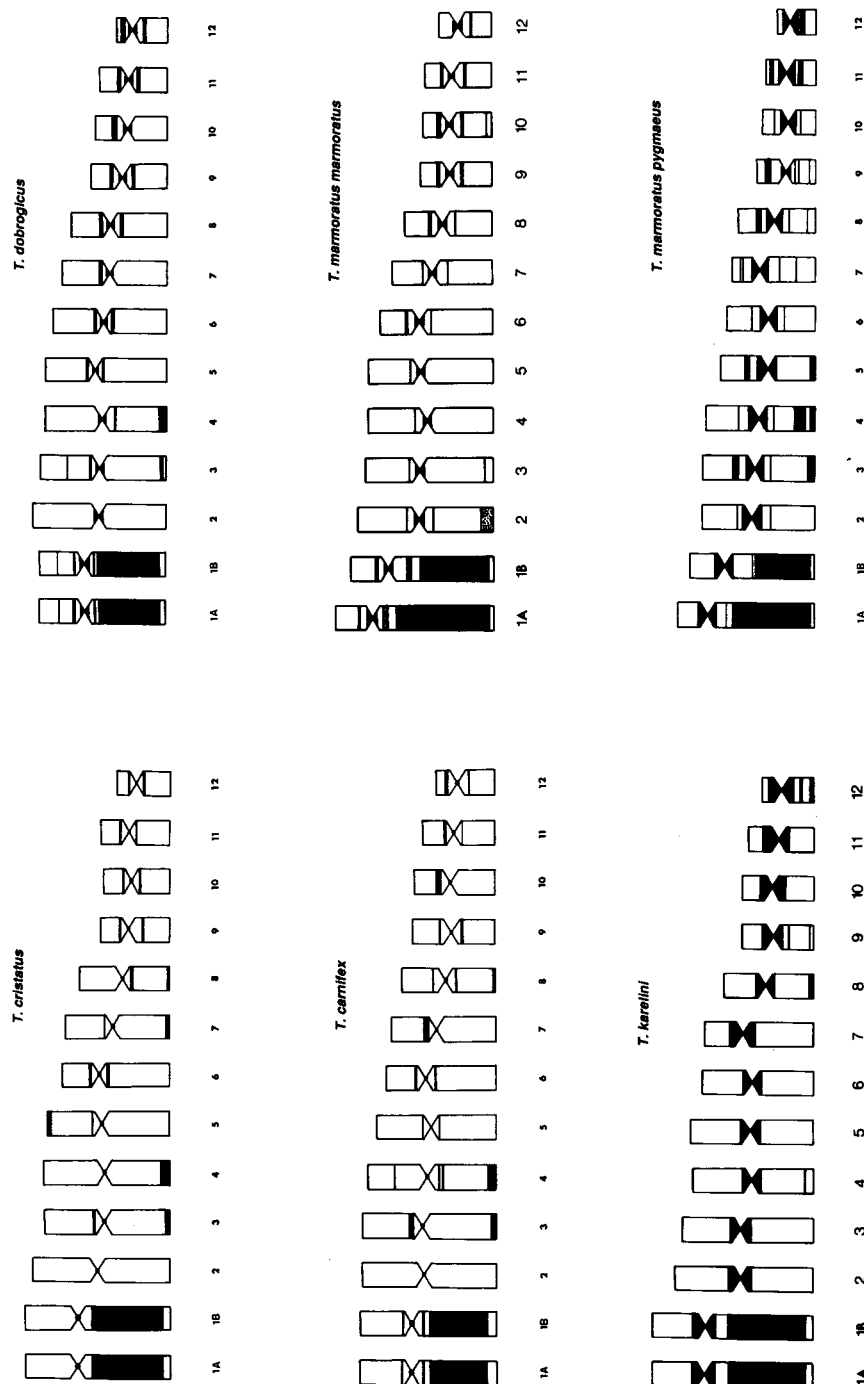 T. cristatus
1A 1B 2 3 4 5 6 7 8 9 10 11 12
T. dobrogicus
1A 1B 2 3 4 5 6 7 8 9 10 11 12
T. carnifex
1A 1B 2 3 4 5 6 7 8 9 10 11 12
T. marmoratus marmoratus
1A 1B 2 3 4 5 6 7 8 9 10 11 12
T. karelini
1A 1B 2 3 4 5 6 7 8 9 10 11 12
T. marmoratus pygmaeus
1A 1B 2 3 4 5 6 7 8 9 10 11 12